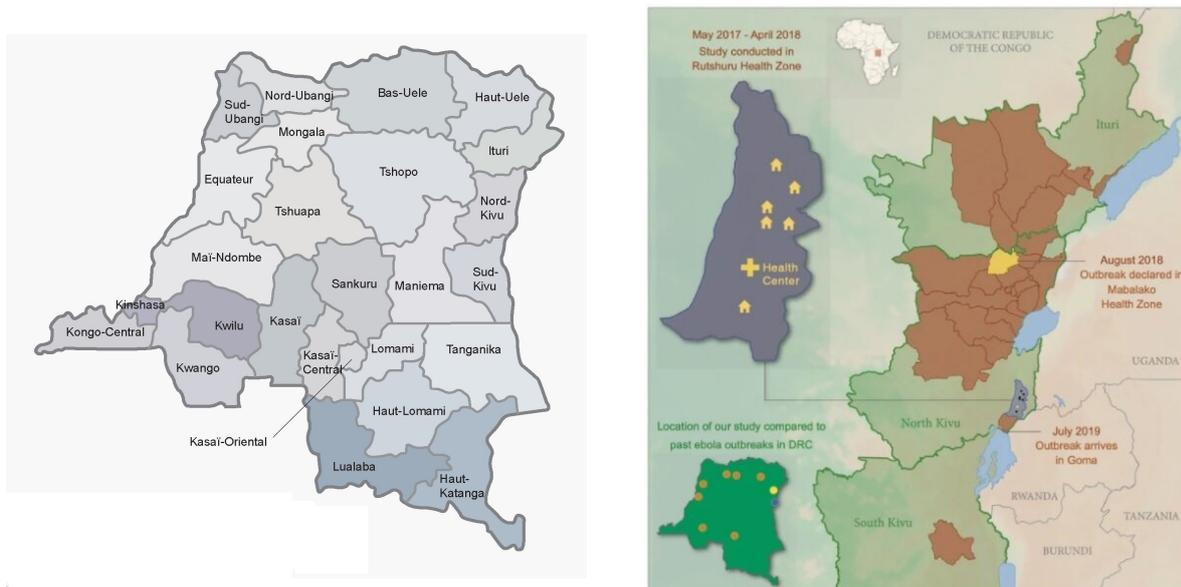 Sud-
Ubangi
Nord-Ubangi
Bas-Uele
Haut-Uele
Mongala
Ituri
Equateur
Tshopo
Nord-
Kivu
Tshuapa
Maï-Ndombe
Sankuru
Maniema
Sud-
Kivu
Kinshasa
Kongo-Central
Kwilu
Kasaï
Kwango
Kasaï-
Central
Lomami
Tanganika
Haut-Lomami
Kasaï-Oriental
Lualaba
Haut-
Katanga
May 2017 - April 2018
Study conducted in
Rutshuru Health Zone
DEMOCRATIC REPUBLIC
OF THE CONGO
Ituri
Health
Center
August 2018
Outbreak declared in
Mabalako
Health Zone
UGANDA
North Kivu
July 2019
Outbreak arrives
in Goma
Location of our study compared to
past ebola outbreaks in DRC
RWANDA
TANZANIA
South Kivu
BURUNDI